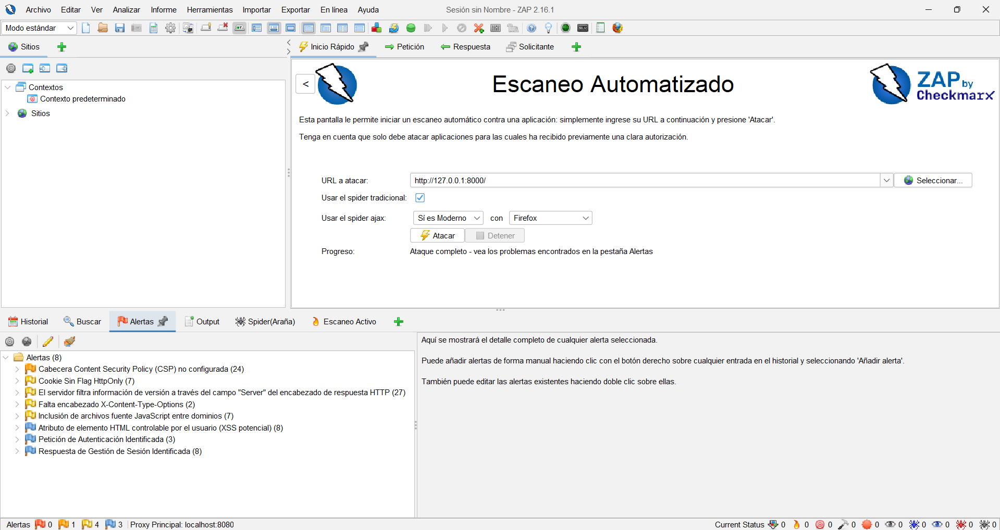 Archivo Editar Ver Analizar Informe Herramientas Importar Exportar En línea Ayuda
Sesión sin Nombre - ZAP 2.16.1
Modo estándar
Sitios
Inicio Rápido Petición Respuesta Solicitante
Contextos
Contexto predeterminado
Sitios
<
Escaneo Automatizado
ZAP by
Checkmarx
Esta pantalla le permite iniciar un escaneo automático contra una aplicación: simplemente ingrese su URL a continuación y presione 'Atacar'.
Tenga en cuenta que solo debe atacar aplicaciones para las cuales ha recibido previamente una clara autorización.
URL a atacar: http://127.0.0.1:8000/ Seleccionar...
Usar el spider tradicional:
Usar el spider ajax: Sí es Moderno con Firefox
Atacar Detener
Progreso: Ataque completo - vea los problemas encontrados en la pestaña Alertas
Historial Buscar Alertas Output Spider(Araña) Escaneo Activo
Alertas (8)
Cabecera Content Security Policy (CSP) no configurada (24)
Cookie Sin Flag HttpOnly (7)
El servidor filtra información de versión a través del campo "Server" del encabezado de respuesta HTTP (27)
Falta encabezado X-Content-Type-Options (2)
Inclusión de archivos fuente JavaScript entre dominios (7)
Atributo de elemento HTML controlable por el usuario (XSS potencial) (8)
Petición de Autenticación Identificada (3)
Respuesta de Gestión de Sesión Identificada (8)
Aquí se mostrará el detalle completo de cualquier alerta seleccionada.
Puede añadir alertas de forma manual haciendo clic con el botón derecho sobre cualquier entrada en el historial y seleccionando 'Añadir alerta'.
También puede editar las alertas existentes haciendo doble clic sobre ellas.
Alertas 0 1 4 3 Proxy Principal: localhost:8080
Current Status 0 0 0 0 0 0 0 0 0 0